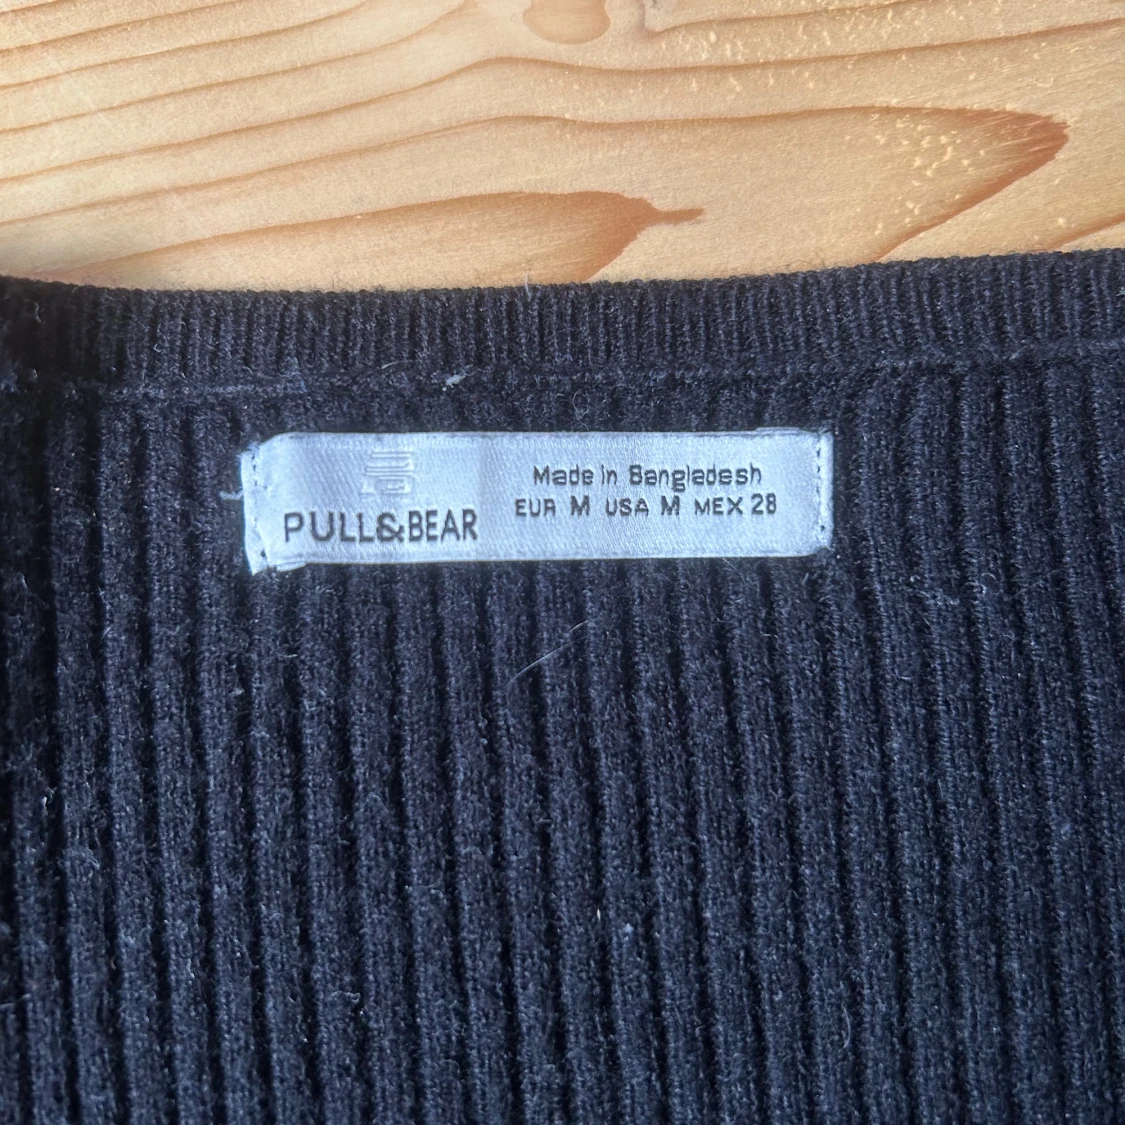 PULL&BEAR
Made in Bangladesh
EUR M USA M MEX 28